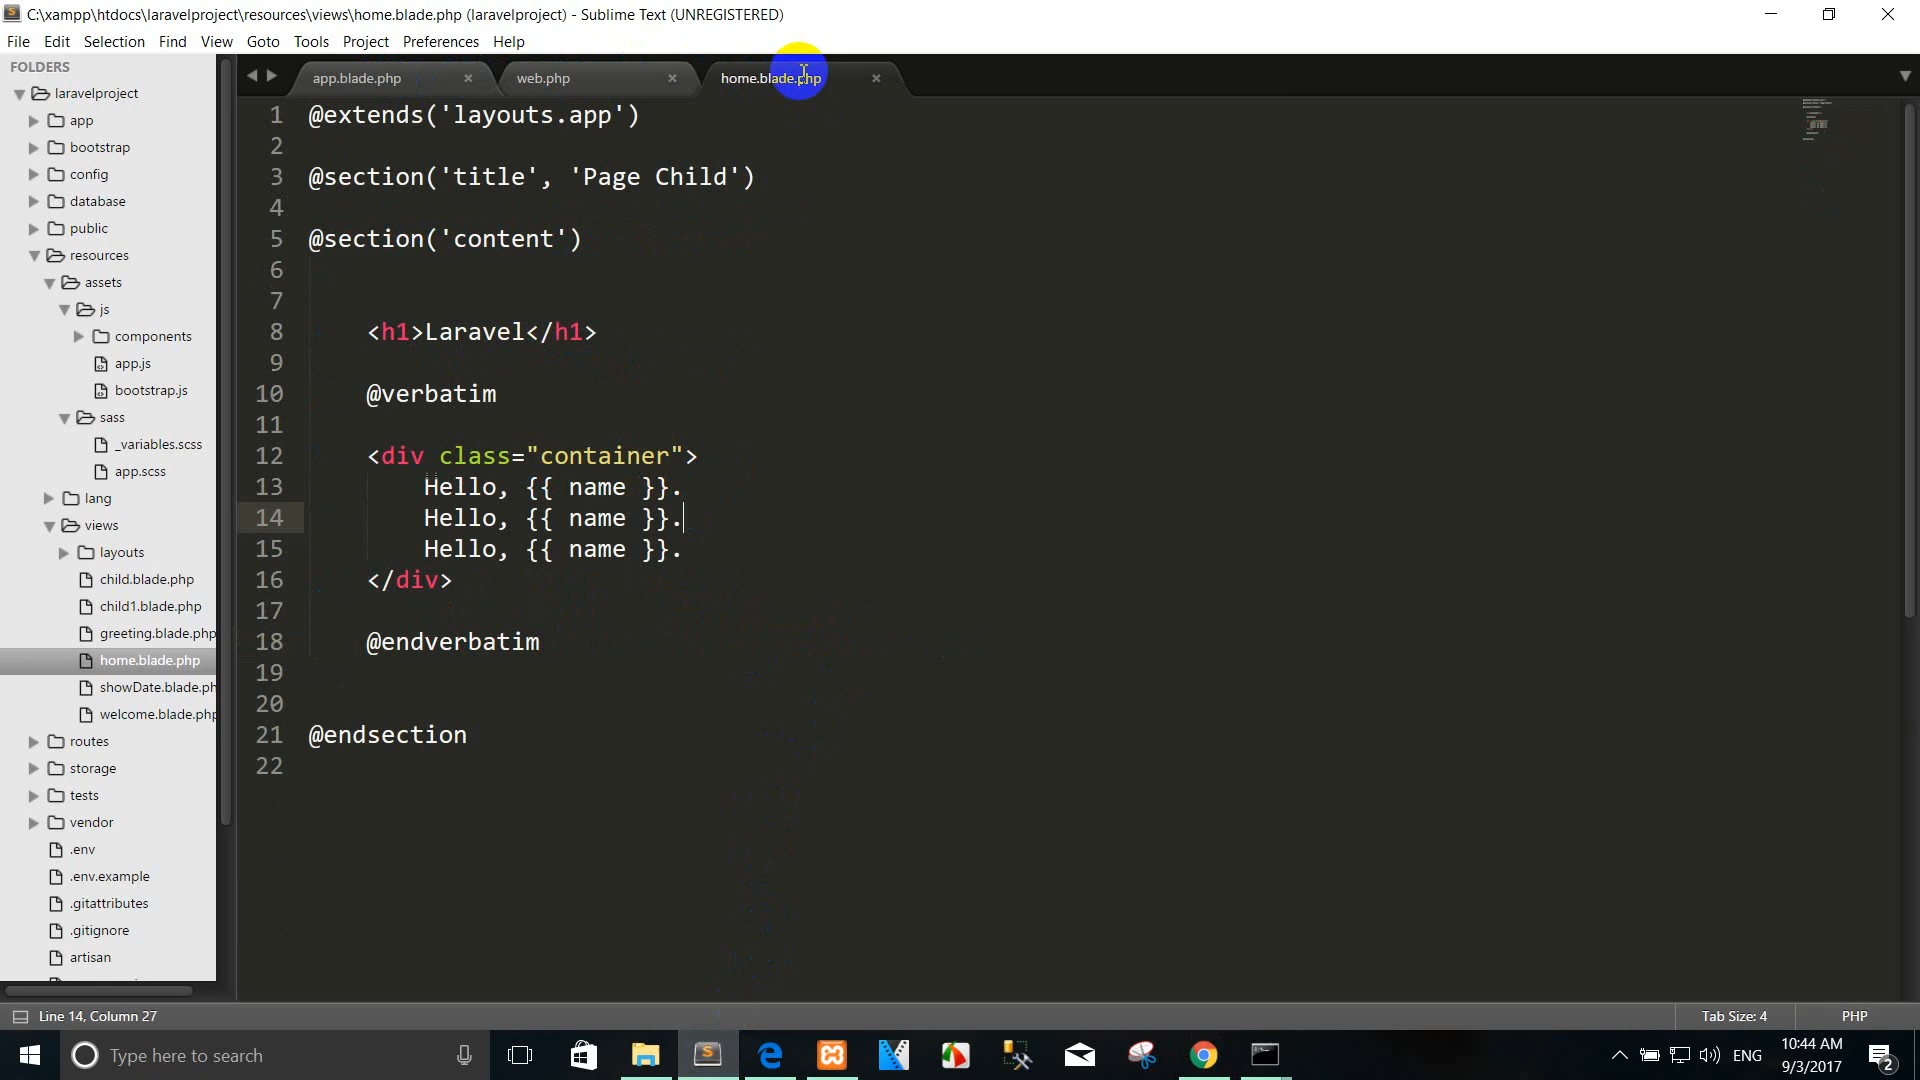 C:\xampp\htdocs\laravelproject\resources\views\home.blade.php (laravelproject) - Sublime Text (UNREGISTERED)
File Edit Selection Find View Goto Tools Project Preferences Help
FOLDERS
laravelproject
app
bootstrap
config
database
public
resources
assets
js
components
app.js
bootstrap.js
sass
_variables.scss
app.scss
lang
views
layouts
child.blade.php
child1.blade.php
greeting.blade.php
home.blade.php
showDate.blade.ph
welcome.blade.php
routes
storage
tests
vendor
.env
.env.example
.gitattributes
.gitignore
artisan
app.blade.php web.php home.blade.php
1 @extends('layouts.app')
2
3 @section('title', 'Page Child')
4
5 @section('content')
6
7
8 <h1>Laravel</h1>
9
10 @verbatim
11
12 <div class="container">
13 Hello, {{ name }}.
14 Hello, {{ name }}.
15 Hello, {{ name }}.
16 </div>
17
18 @endverbatim
19
20
21 @endsection
22
Line 14, Column 27 Tab Size: 4 PHP
Type here to search
ENG
10:44 AM
9/3/2017
2